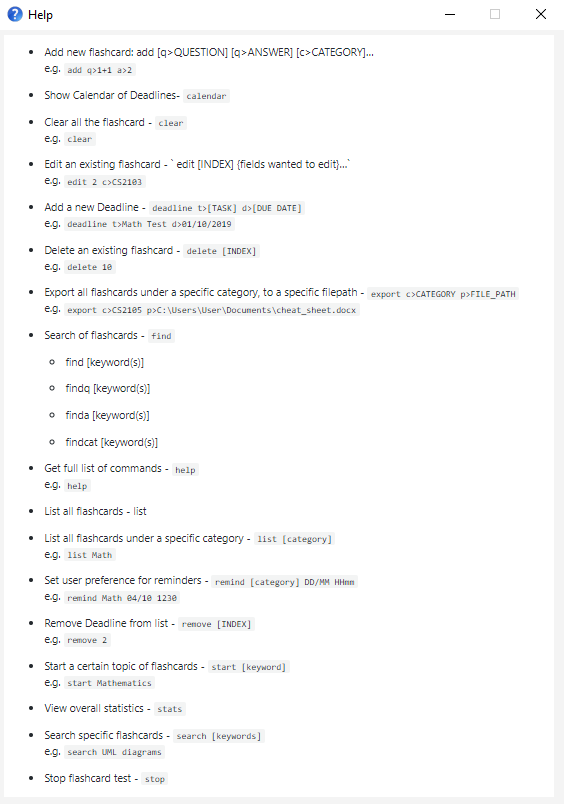 Help
Add new flashcard: add [q>QUESTION] [q>ANSWER] [c>CATEGORY]...
e.g. add q>1+1 a>2
Show Calendar of Deadlines- calendar
Clear all the flashcard - clear
e.g. clear
Edit an existing flashcard - ` edit [INDEX] {fields wanted to edit}...`
e.g. edit 2 c>CS2103
Add a new Deadline - deadline t>[TASK] d>[DUE DATE]
e.g. deadline t>Math Test d>01/10/2019
Delete an existing flashcard - delete [INDEX]
e.g. delete 10
Export all flashcards under a specific category, to a specific filepath - export c>CATEGORY p>FILE_PATH
e.g. export c>CS2105 p>C:\Users\User\Documents\cheat_sheet.docx
Search of flashcards - find
find [keyword(s)]
findq [keyword(s)]
finda [keyword(s)]
findcat [keyword(s)]
Get full list of commands - help
e.g. help
List all flashcards - list
List all flashcards under a specific category - list [category]
e.g. list Math
Set user preference for reminders - remind [category] DD/MM HHmm
e.g. remind Math 04/10 1230
Remove Deadline from list - remove [INDEX]
e.g. remove 2
Start a certain topic of flashcards - start [keyword]
e.g. start Mathematics
View overall statistics - stats
Search specific flashcards - search [keywords]
e.g. search UML diagrams
Stop flashcard test - stop